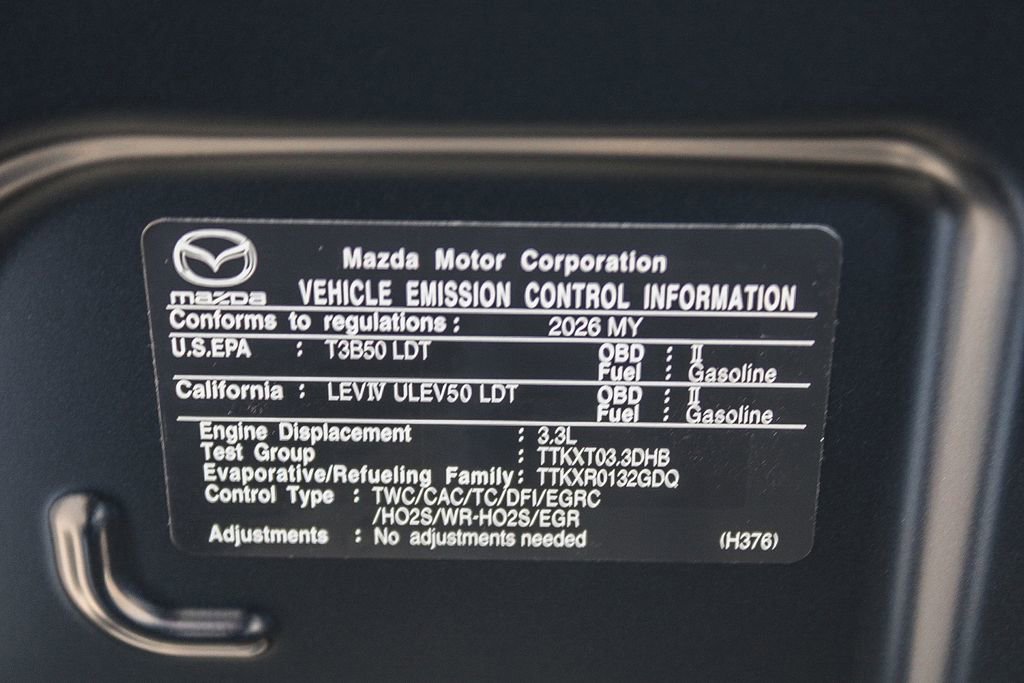 mazda
Mazda Motor Corporation
VEHICLE EMISSION CONTROL INFORMATION
Conforms to regulations : 2026 MY
U.S.EPA : T3B50 LDT OBD : II
Fuel : Gasoline
California : LEVIV ULEV50 LDT OBD : II
Fuel : Gasoline
Engine Displacement : 3.3L
Test Group : TTKXT03.3DHB
Evaporative/Refueling Family : TTKXR0132GDQ
Control Type : TWC/CAC/TC/DFI/EGRC
/HO2S/WR-HO2S/EGR
Adjustments : No adjustments needed (H376)